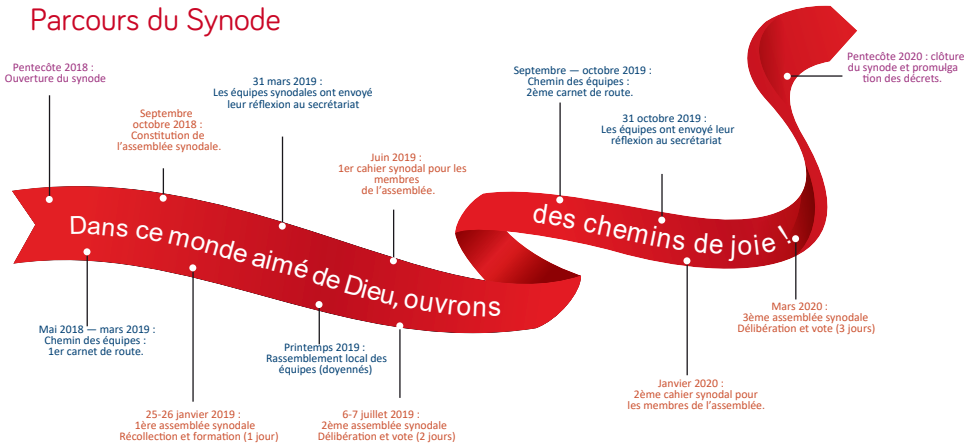 Parcours du Synode
Pentecôte 2018 :
Ouverture du synode
Septembre
octobre 2018 :
Constitution de
l’assemblée synodale.
31 mars 2019 :
Les équipes synodales ont envoyé
leur réflexion au secrétariat
Juin 2019 :
1er cahier synodal pour les
membres
de l’assemblée.
Septembre — octobre 2019 :
Chemin des équipes :
2ème carnet de route.
31 octobre 2019 :
Les équipes ont envoyé leur
réflexion au secrétariat
Pentecôte 2020 : clôture
du synode et promulga
tion des décrets.
Dans ce monde aimé de Dieu, ouvrons
des chemins de joie !
Mai 2018 — mars 2019 :
Chemin des équipes :
1er carnet de route.
25-26 janvier 2019 :
1ère assemblée synodale
Récollection et formation (1 jour)
Printemps 2019 :
Rassemblement local des
équipes (doyennés)
6-7 juillet 2019 :
2ème assemblée synodale
Délibération et vote (2 jours)
Janvier 2020 :
2ème cahier synodal pour
les membres de l’assemblée.
Mars 2020 :
3ème assemblée synodale
Délibération et vote (3 jours)